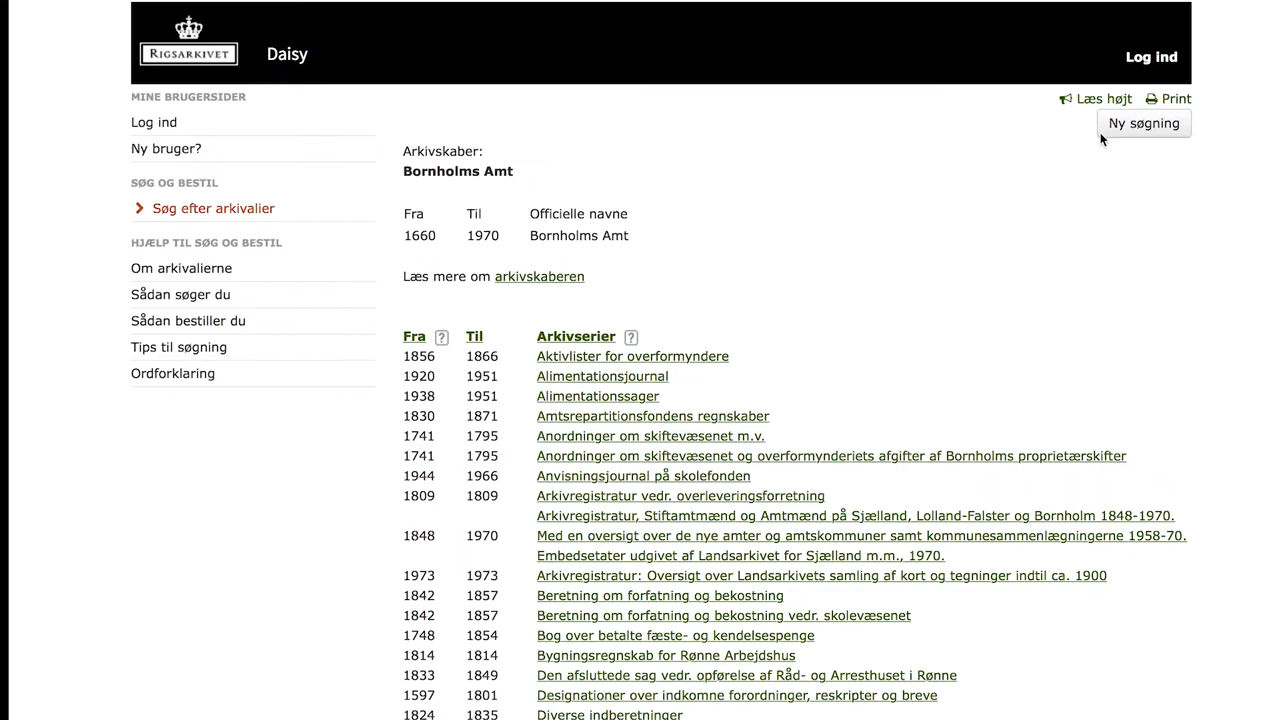 RIGSARKIVET
Daisy
Log ind
MINE BRUGERSIDER
Log ind
Ny bruger?
SØG OG BESTIL
Søg efter arkivalier
HJÆLP TIL SØG OG BESTIL
Om arkivalierne
Sådan søger du
Sådan bestiller du
Tips til søgning
Ordforklaring
Læs højt Print
Ny søgning
Arkivskaber:
Bornholms Amt
Fra Til Officielle navne
1660 1970 Bornholms Amt
Læs mere om arkivskaberen
Fra ? Til Arkivserier ?
1856 1866 Aktivlister for overformyndere
1920 1951 Alimentationsjournal
1938 1951 Alimentationssager
1830 1871 Amtsrepartitionsfondens regnskaber
1741 1795 Anordninger om skiftevæsenet m.v.
1741 1795 Anordninger om skiftevæsenet og overformynderiets afgifter af Bornholms proprietærskifter
1944 1966 Anvisningsjournal på skolefonden
1809 1809 Arkivregistratur vedr. overleveringsforretning
Arkivregistratur, Stiftamtmænd og Amtmænd på Sjælland, Lolland-Falster og Bornholm 1848-1970.
1848 1970 Med en oversigt over de nye amter og amtskommuner samt kommunesammenlægningerne 1958-70.
Embedsetater udgivet af Landsarkivet for Sjælland m.m., 1970.
1973 1973 Arkivregistratur: Oversigt over Landsarkivets samling af kort og tegninger indtil ca. 1900
1842 1857 Beretning om forfatning og bekostning
1842 1857 Beretning om forfatning og bekostning vedr. skolevæsenet
1748 1854 Bog over betalte fæste- og kendelsespenge
1814 1814 Bygningsregnskab for Rønne Arbejdshus
1833 1849 Den afsluttede sag vedr. opførelse af Råd- og Arresthuset i Rønne
1597 1801 Designationer over indkomne forordninger, reskripter og breve
1824 1835 Diverse indberetninger